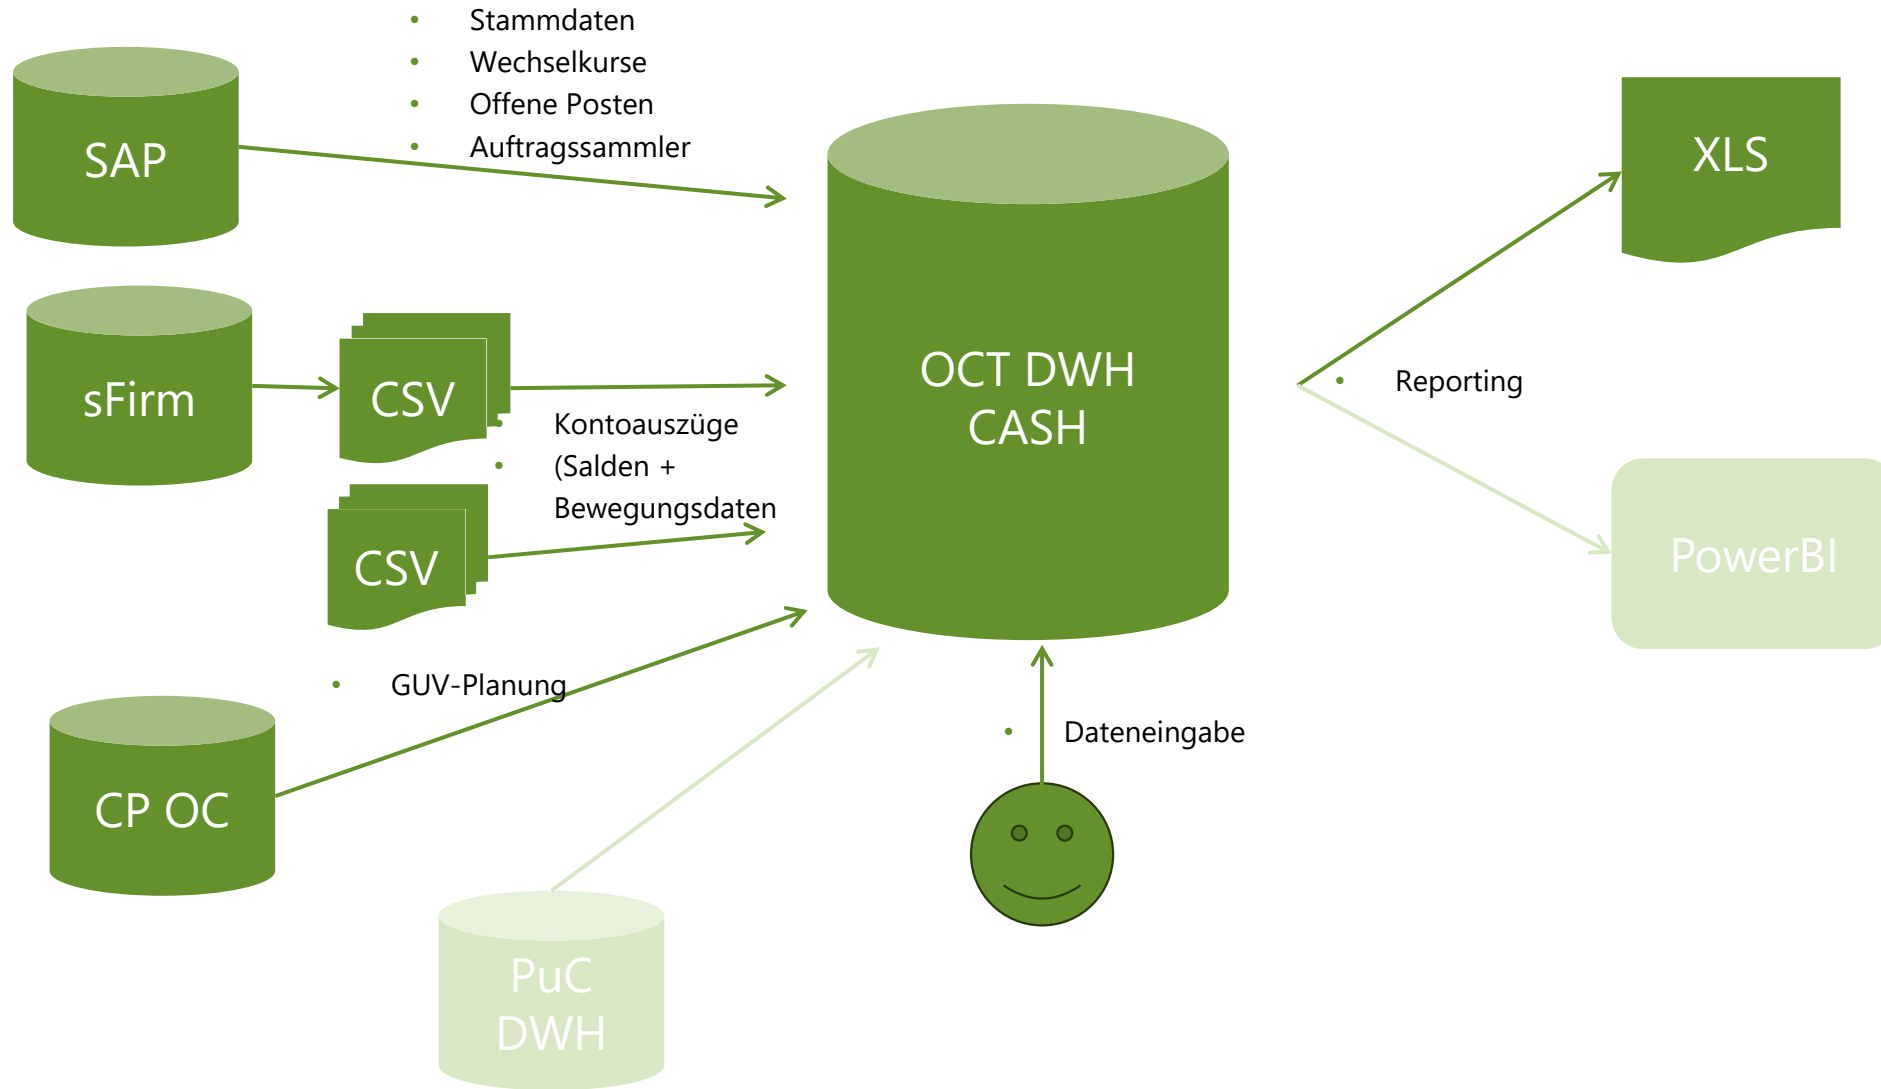 • Stammdaten
• Wechselkurse
• Offene Posten
• Auftragssammler
SAP
XLS
sFirm
CSV
OCT DWH
CASH
• Reporting
• Kontoauszüge
• (Salden +
Bewegungsdaten
CSV
PowerBI
• GUV-Planung
• Dateneingabe
CP OC
PuC
DWH